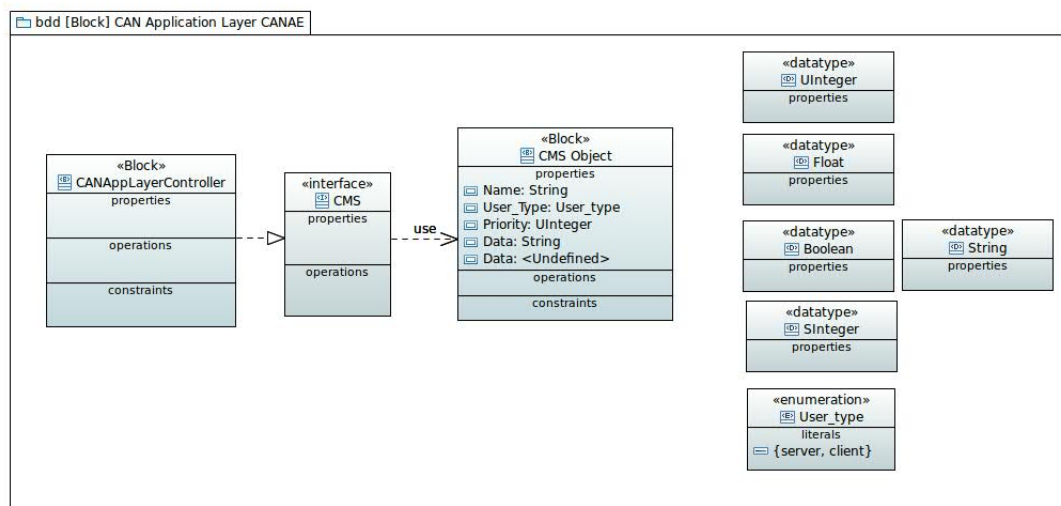 bdd [Block] CAN Application Layer CANAE
«Block»
CANAppLayerController
properties
operations
constraints
«interface»
CMS
properties
operations
use
«Block»
CMS Object
properties
Name: String
User_Type: User_type
Priority: UInteger
Data: String
Data: <Undefined>
operations
constraints
«datatype»
UInteger
properties
«datatype»
Float
properties
«datatype»
Boolean
properties
«datatype»
String
properties
«datatype»
SInteger
properties
«enumeration»
User_type
literals
{server, client}